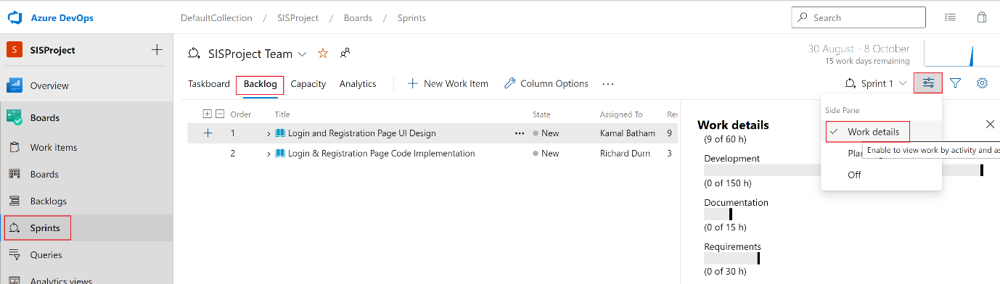 Azure DevOps
DefaultCollection / SISProject / Boards / Sprints
Search
S SISProject
SISProject Team
30 August - 8 October
15 work days remaining
Overview
Taskboard Backlog Capacity Analytics New Work Item Column Options
Sprint 1
Boards
Side Pane
Order Title State Assigned To Rer
Work details
Work details
1 Login and Registration Page UI Design New Kamal Batham 9
(9 of 60 h)
Work items
Enable to view work by activity and as
2 Login & Registration Page Code Implementation New Richard Durn 3
Development
Boards
Off
(0 of 150 h)
Backlogs
Documentation
Sprints
(0 of 15 h)
Requirements
Queries
(0 of 30 h)
Analytics views